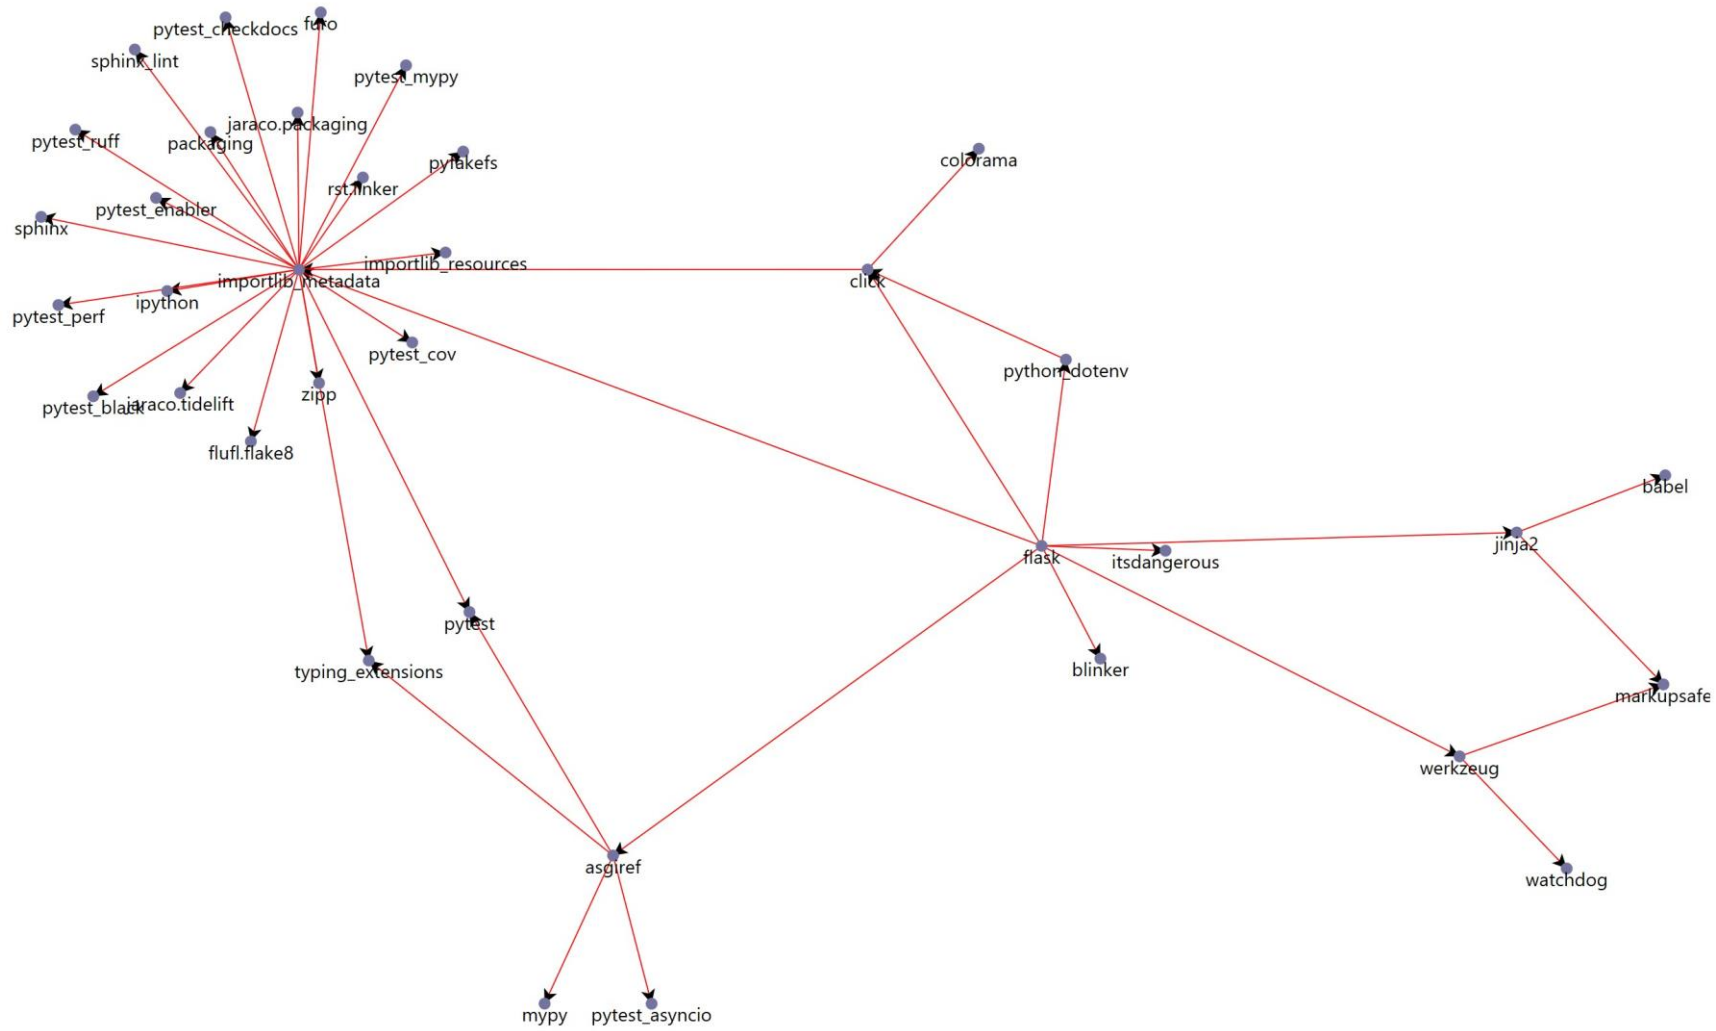 furo
pytest_checkdocs
sphinx_lint
pytest_mypy
jaraco.packaging
pytest_ruff
packaging
colorama
pyfakefs
rst.linker
pytest_enabler
sphinx
importlib_resources
importlib_metadata
click
ipython
pytest_perf
pytest_cov
python_dotenv
zipp
jaraco.tidelift
pytest_black
flufl.flake8
babel
jinja2
flask
itsdangerous
pytest
typing_extensions
blinker
markupsafe
werkzeug
asgiref
watchdog
mypy
pytest_asyncio